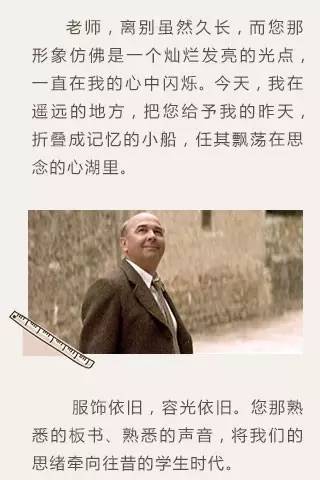 老师，离别虽然久长，而您那
形象仿佛是一个灿烂发亮的光点，
一直在我的心中闪烁。今天，我在
遥远的地方，把您给予我的昨天，
折叠成记忆的小船，任其飘荡在思
念的心湖里。
服饰依旧，容光依旧。您那熟
悉的板书、熟悉的声音，将我们的
思绪牵向往昔的学生时代。